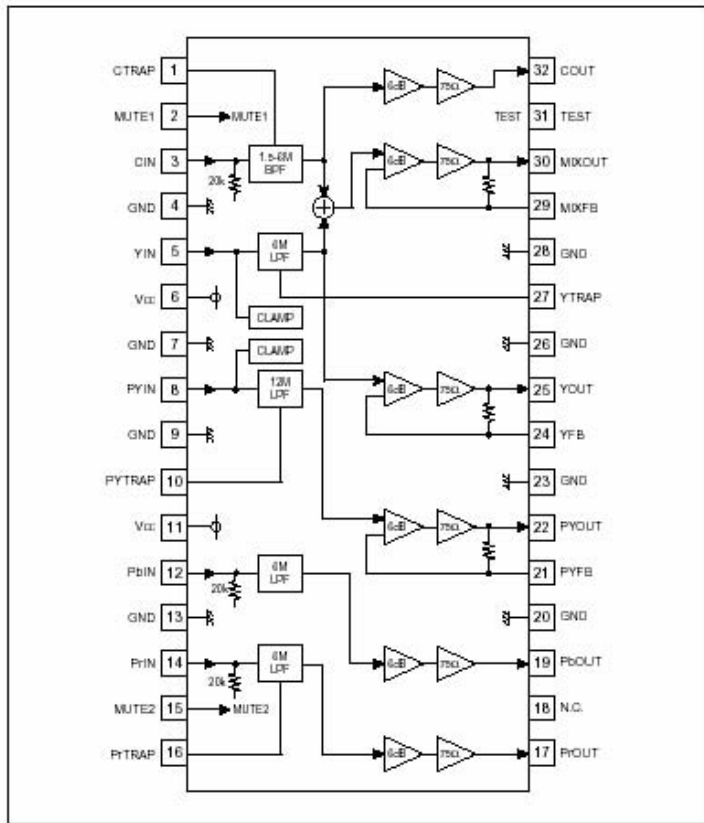 CTRAP 1 6dB 75Ω 32 COUT
MUTE1 2 MUTE1 TEST 31 TEST
CIN 3 1.5-6M 6dB 75Ω 30 MIXOUT
BPF
20k
GND 4 29 MIXFB
YIN 5 6M 28 GND
LPF
Vcc 6 27 YTRAP
CLAMP
GND 7 26 GND
CLAMP
PYIN 8 12M 6dB 75Ω 25 YOUT
LPF
GND 9 24 YFB
PYTRAP 10 23 GND
Vcc 11 6dB 75Ω 22 PYOUT
PbIN 12 6M 21 PYFB
LPF
20k
GND 13 20 GND
PrIN 14 6M 6dB 75Ω 19 PbOUT
LPF
20k
MUTE2 15 MUTE2 18 N.C.
PrTRAP 16 6dB 75Ω 17 PrOUT